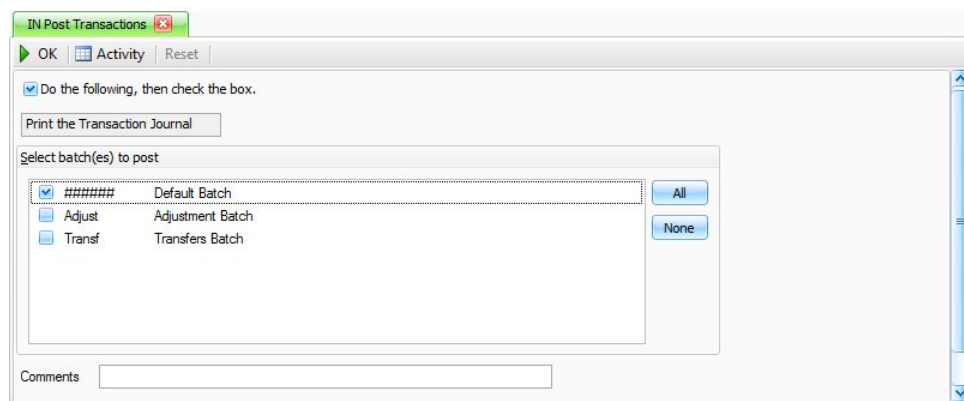 IN Post Transactions
OK Activity Reset
Do the following, then check the box.
Print the Transaction Journal
Select batch(es) to post
###### Default Batch All
Adjust Adjustment Batch
Transf Transfers Batch None
Comments